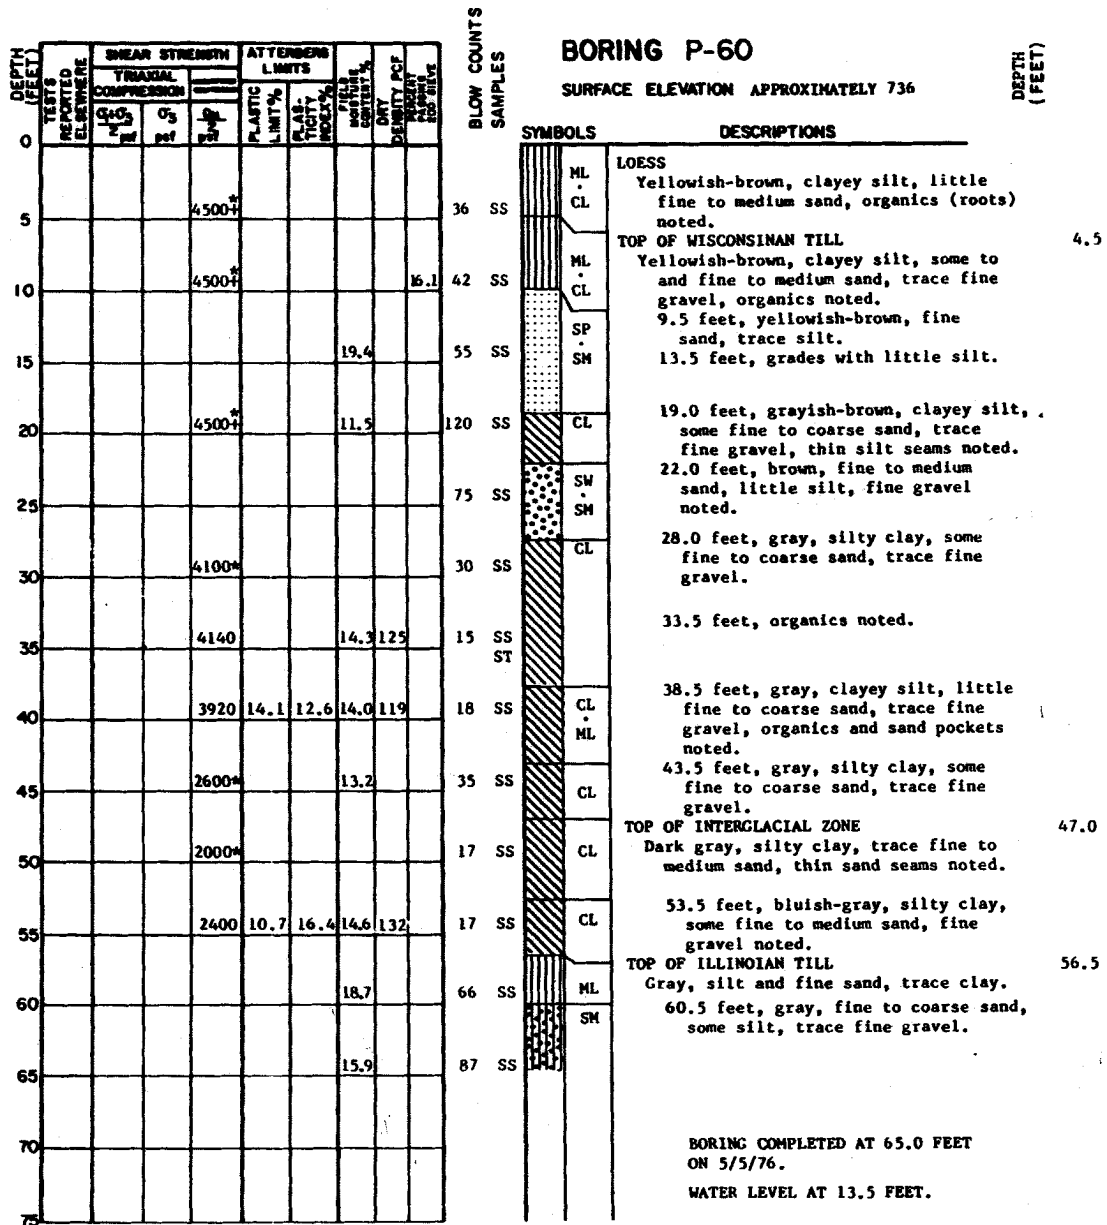 BORING P-60
SURFACE ELEVATION APPROXIMATELY 736
DEPTH (FEET)
TESTS REPORTED ELSEWHERE
SHEAR STRENGTH
TRIAXIAL COMPRESSION
σ3
psf
psf
ATTERBERG LIMITS
PLASTIC LIMIT%
PLAS- TICITY INDEX%
FIELD MOISTURE CONTENT %
DRY DENSITY PCF
PERCENT PASSING 200 SIEVE
BLOW COUNTS
SAMPLES
SYMBOLS
DESCRIPTIONS
DEPTH (FEET)
0
LOESS
ML · CL
Yellowish-brown, clayey silt, little
fine to medium sand, organics (roots)
noted.
4500+* 36 SS
5
TOP OF WISCONSINAN TILL 4.5
ML · CL
Yellowish-brown, clayey silt, some to
and fine to medium sand, trace fine
gravel, organics noted.
4500+* 16.1 42 SS
10
9.5 feet, yellowish-brown, fine
sand, trace silt.
SP · SM
13.5 feet, grades with little silt.
19.4 55 SS
15
19.0 feet, grayish-brown, clayey silt,
some fine to coarse sand, trace
fine gravel, thin silt seams noted.
4500+* 11.5 120 SS CL
20
22.0 feet, brown, fine to medium
sand, little silt, fine gravel
noted.
75 SS SW · SM
25
28.0 feet, gray, silty clay, some
fine to coarse sand, trace fine
gravel.
CL
4100* 30 SS
30
33.5 feet, organics noted.
4140 14.3 125 15 SS
35
ST
38.5 feet, gray, clayey silt, little
fine to coarse sand, trace fine
gravel, organics and sand pockets
noted.
3920 14.1 12.6 14.0 119 18 SS CL · ML
40
43.5 feet, gray, silty clay, some
fine to coarse sand, trace fine
gravel.
2600* 13.2 35 SS CL
45
TOP OF INTERGLACIAL ZONE 47.0
Dark gray, silty clay, trace fine to
medium sand, thin sand seams noted.
2000* 17 SS CL
50
53.5 feet, bluish-gray, silty clay,
some fine to medium sand, fine
gravel noted.
2400 10.7 16.4 14.6 132 17 SS CL
55
TOP OF ILLINOIAN TILL 56.5
Gray, silt and fine sand, trace clay.
18.7 66 SS ML
60
60.5 feet, gray, fine to coarse sand,
some silt, trace fine gravel.
SM
15.9 87 SS
65
70
BORING COMPLETED AT 65.0 FEET
ON 5/5/76.
WATER LEVEL AT 13.5 FEET.
75